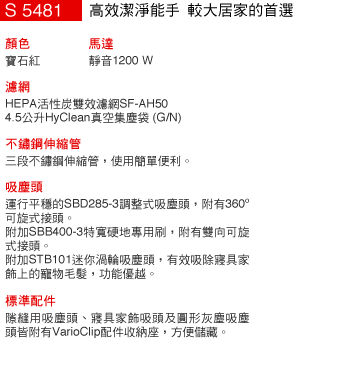 S 5481 高效潔淨能手 較大居家的首選
顏色 馬達
寶石紅 靜音1200 W
濾網
HEPA活性炭雙效濾網SF-AH50
4.5公升HyClean真空集塵袋 (G/N)
不鏽鋼伸縮管
三段不鏽鋼伸縮管，使用簡單便利。
吸塵頭
運行平穩的SBD285-3調整式吸塵頭，附有360º
可旋式接頭。
附加SBB400-3特寬硬地專用刷，附有雙向可旋
式接頭。
附加STB101迷你渦輪吸塵頭，有效吸除寢具家
飾上的寵物毛髮，功能優越。
標準配件
隙縫用吸塵頭、寢具家飾吸頭及圓形灰塵吸塵
頭皆附有VarioClip配件收納座，方便儲藏。